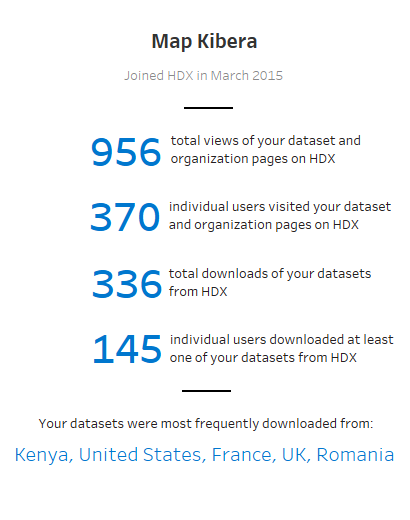 Map Kibera
Joined HDX in March 2015
956 total views of your dataset and
organization pages on HDX
370 individual users visited your dataset
and organization pages on HDX
336 total downloads of your datasets
from HDX
145 individual users downloaded at least
one of your datasets from HDX
Your datasets were most frequently downloaded from:
Kenya, United States, France, UK, Romania